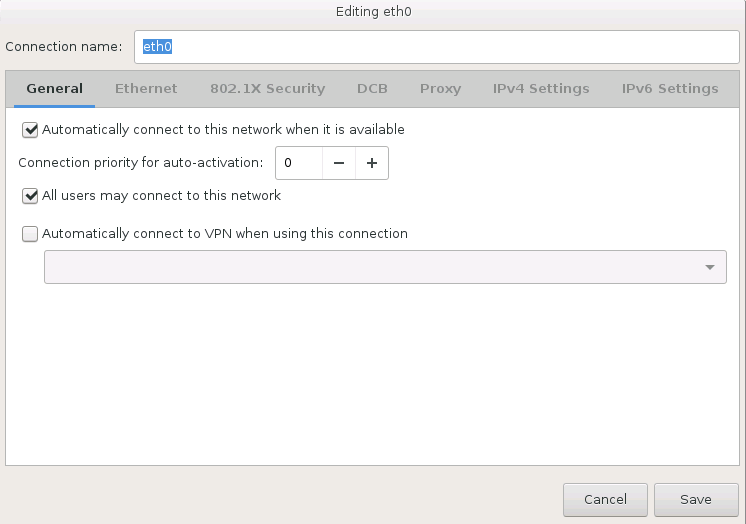 Editing eth0
Connection name: eth0
General Ethernet 802.1X Security DCB Proxy IPv4 Settings IPv6 Settings
Automatically connect to this network when it is available
Connection priority for auto-activation: 0 − +
All users may connect to this network
Automatically connect to VPN when using this connection
Cancel Save